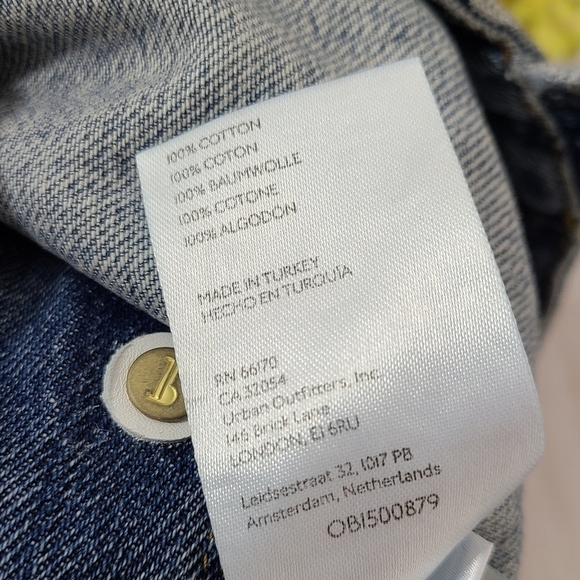 100% COTTON
100% COTON
100% BAUMWOLLE
100% COTONE
100% ALGODON
MADE IN TURKEY
HECHO EN TURQUIA
RN 66170
CA 32054
Urban Outfitters, Inc.
146 Brick Lane
LONDON, E1 6RU
Leidsestraat 32, 1017 PB
Amsterdam, Netherlands
OB1500879